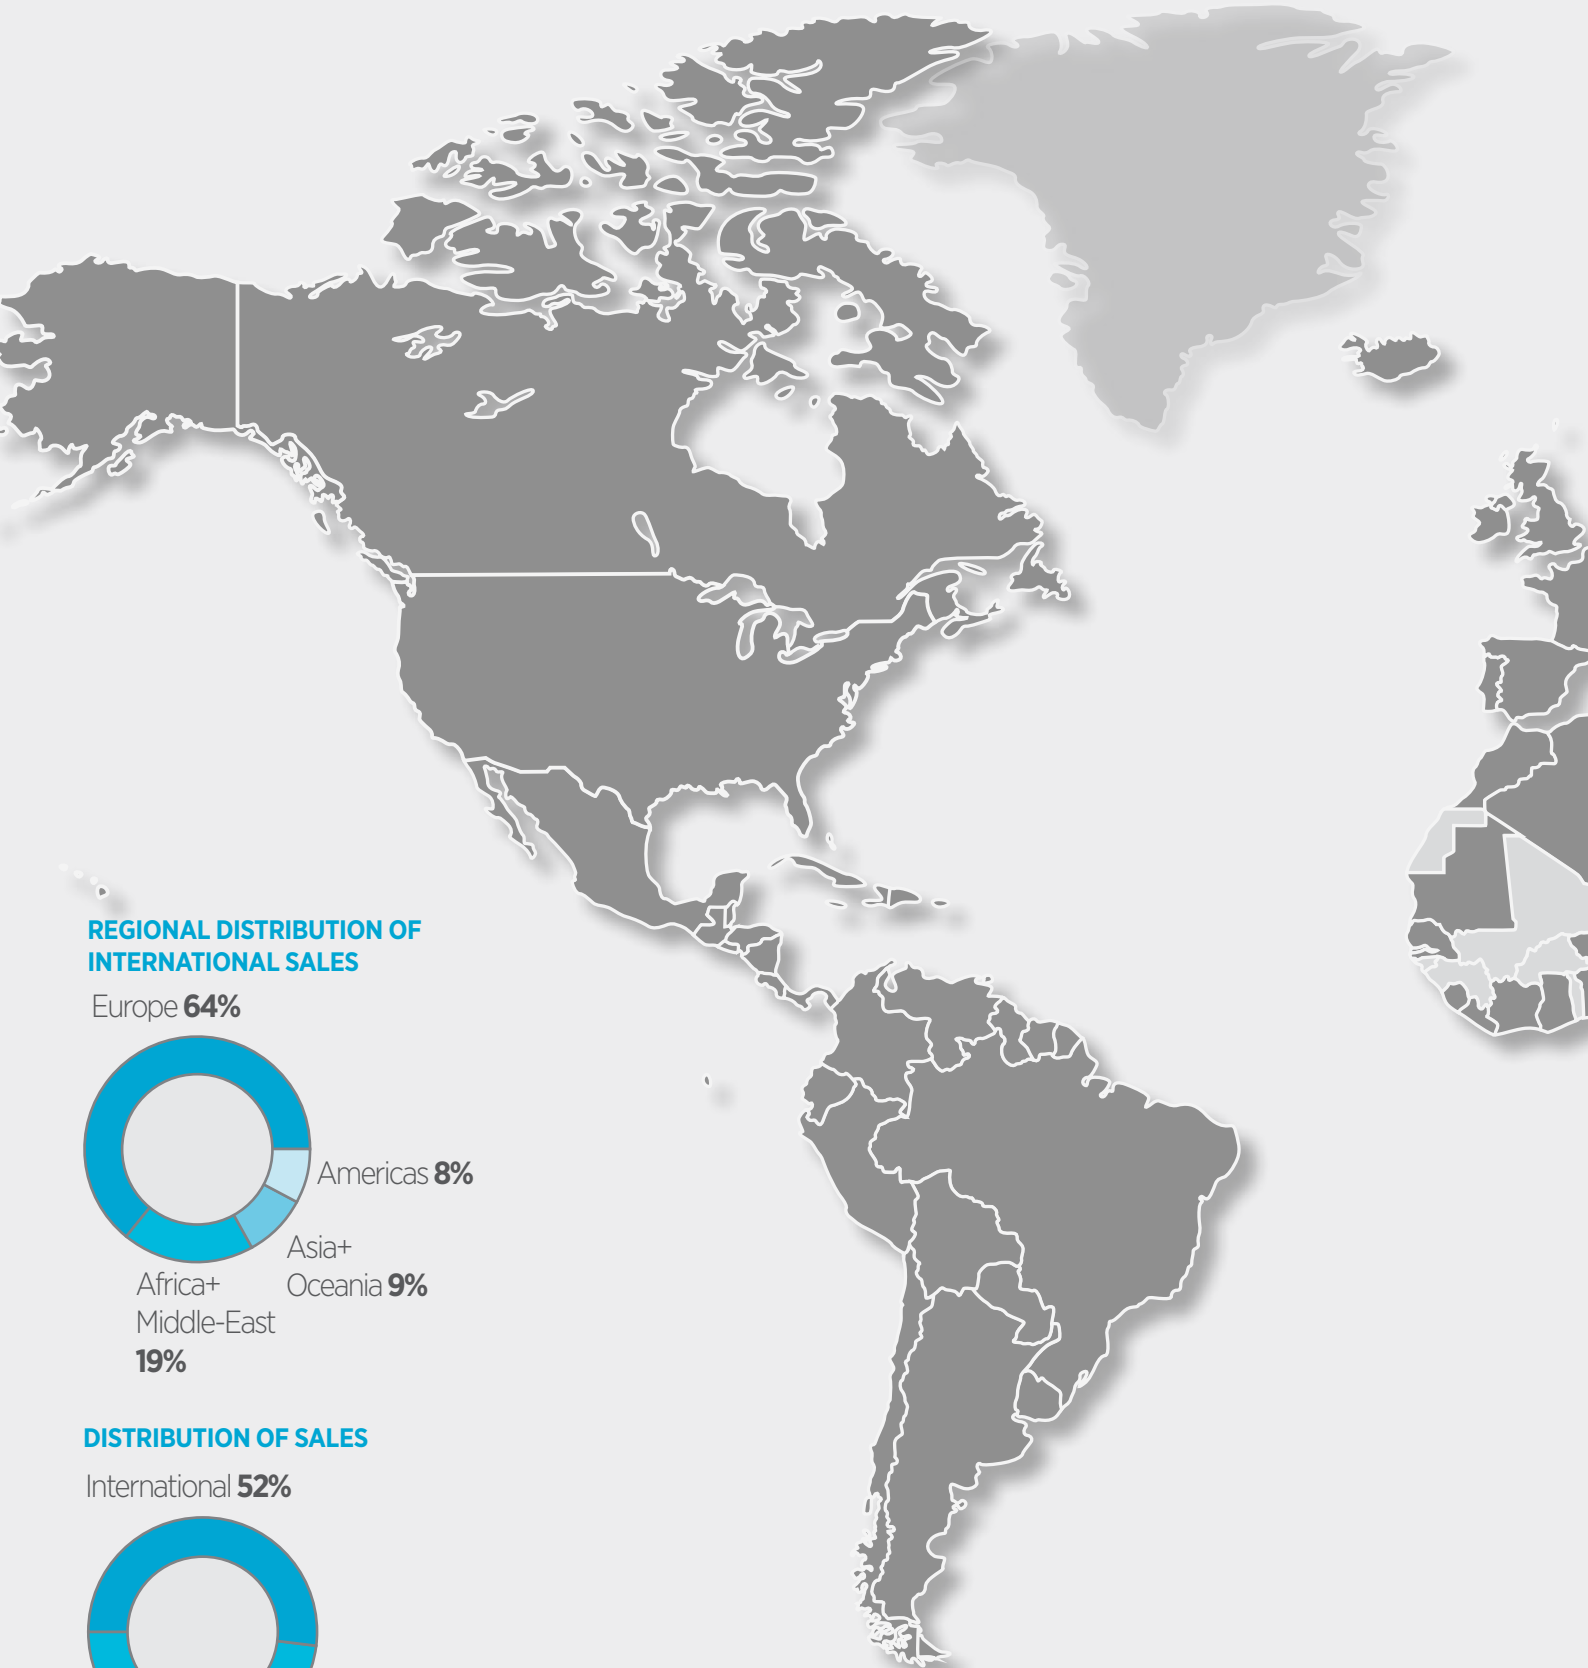 REGIONAL DISTRIBUTION OF
INTERNATIONAL SALES
Europe 64%
Americas 8%
Asia+
Oceania 9%
Africa+
Middle-East
19%
DISTRIBUTION OF SALES
International 52%